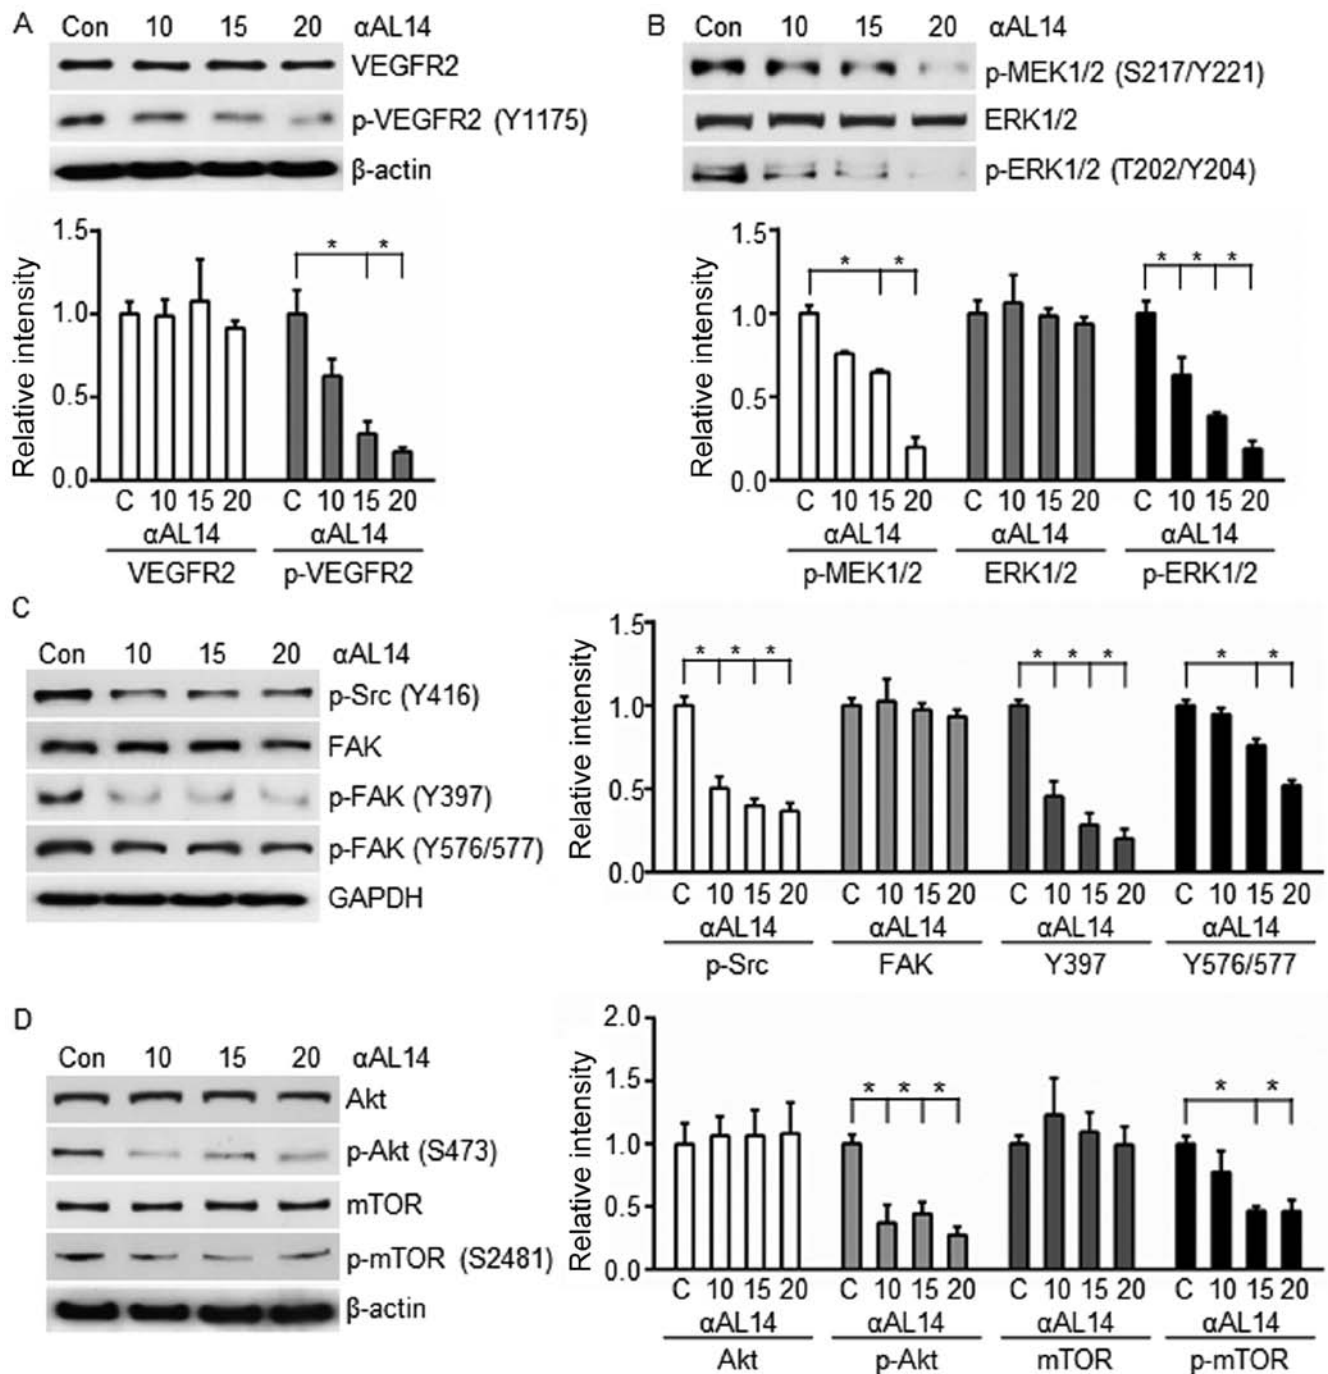 A
Con 10 15 20 αAL14
VEGFR2
p-VEGFR2 (Y1175)
β-actin
Relative intensity
1.5
* *
1.0
0.5
0.0
C 10 15 20 C 10 15 20
αAL14 αAL14
VEGFR2 p-VEGFR2
B
Con 10 15 20 αAL14
p-MEK1/2 (S217/Y221)
ERK1/2
p-ERK1/2 (T202/Y204)
Relative intensity
1.5
* * * * *
1.0
0.5
0.0
C 10 15 20 C 10 15 20 C 10 15 20
αAL14 αAL14 αAL14
p-MEK1/2 ERK1/2 p-ERK1/2
C
Con 10 15 20 αAL14
p-Src (Y416)
FAK
p-FAK (Y397)
p-FAK (Y576/577)
GAPDH
Relative intensity
1.5
* * * * * * * *
1.0
0.5
0.0
C 10 15 20 C 10 15 20 C 10 15 20 C 10 15 20
αAL14 αAL14 αAL14 αAL14
p-Src FAK Y397 Y576/577
D
Con 10 15 20 αAL14
Akt
p-Akt (S473)
mTOR
p-mTOR (S2481)
β-actin
Relative intensity
2.0
1.5
* * * * *
1.0
0.5
0.0
C 10 15 20 C 10 15 20 C 10 15 20 C 10 15 20
αAL14 αAL14 αAL14 αAL14
Akt p-Akt mTOR p-mTOR